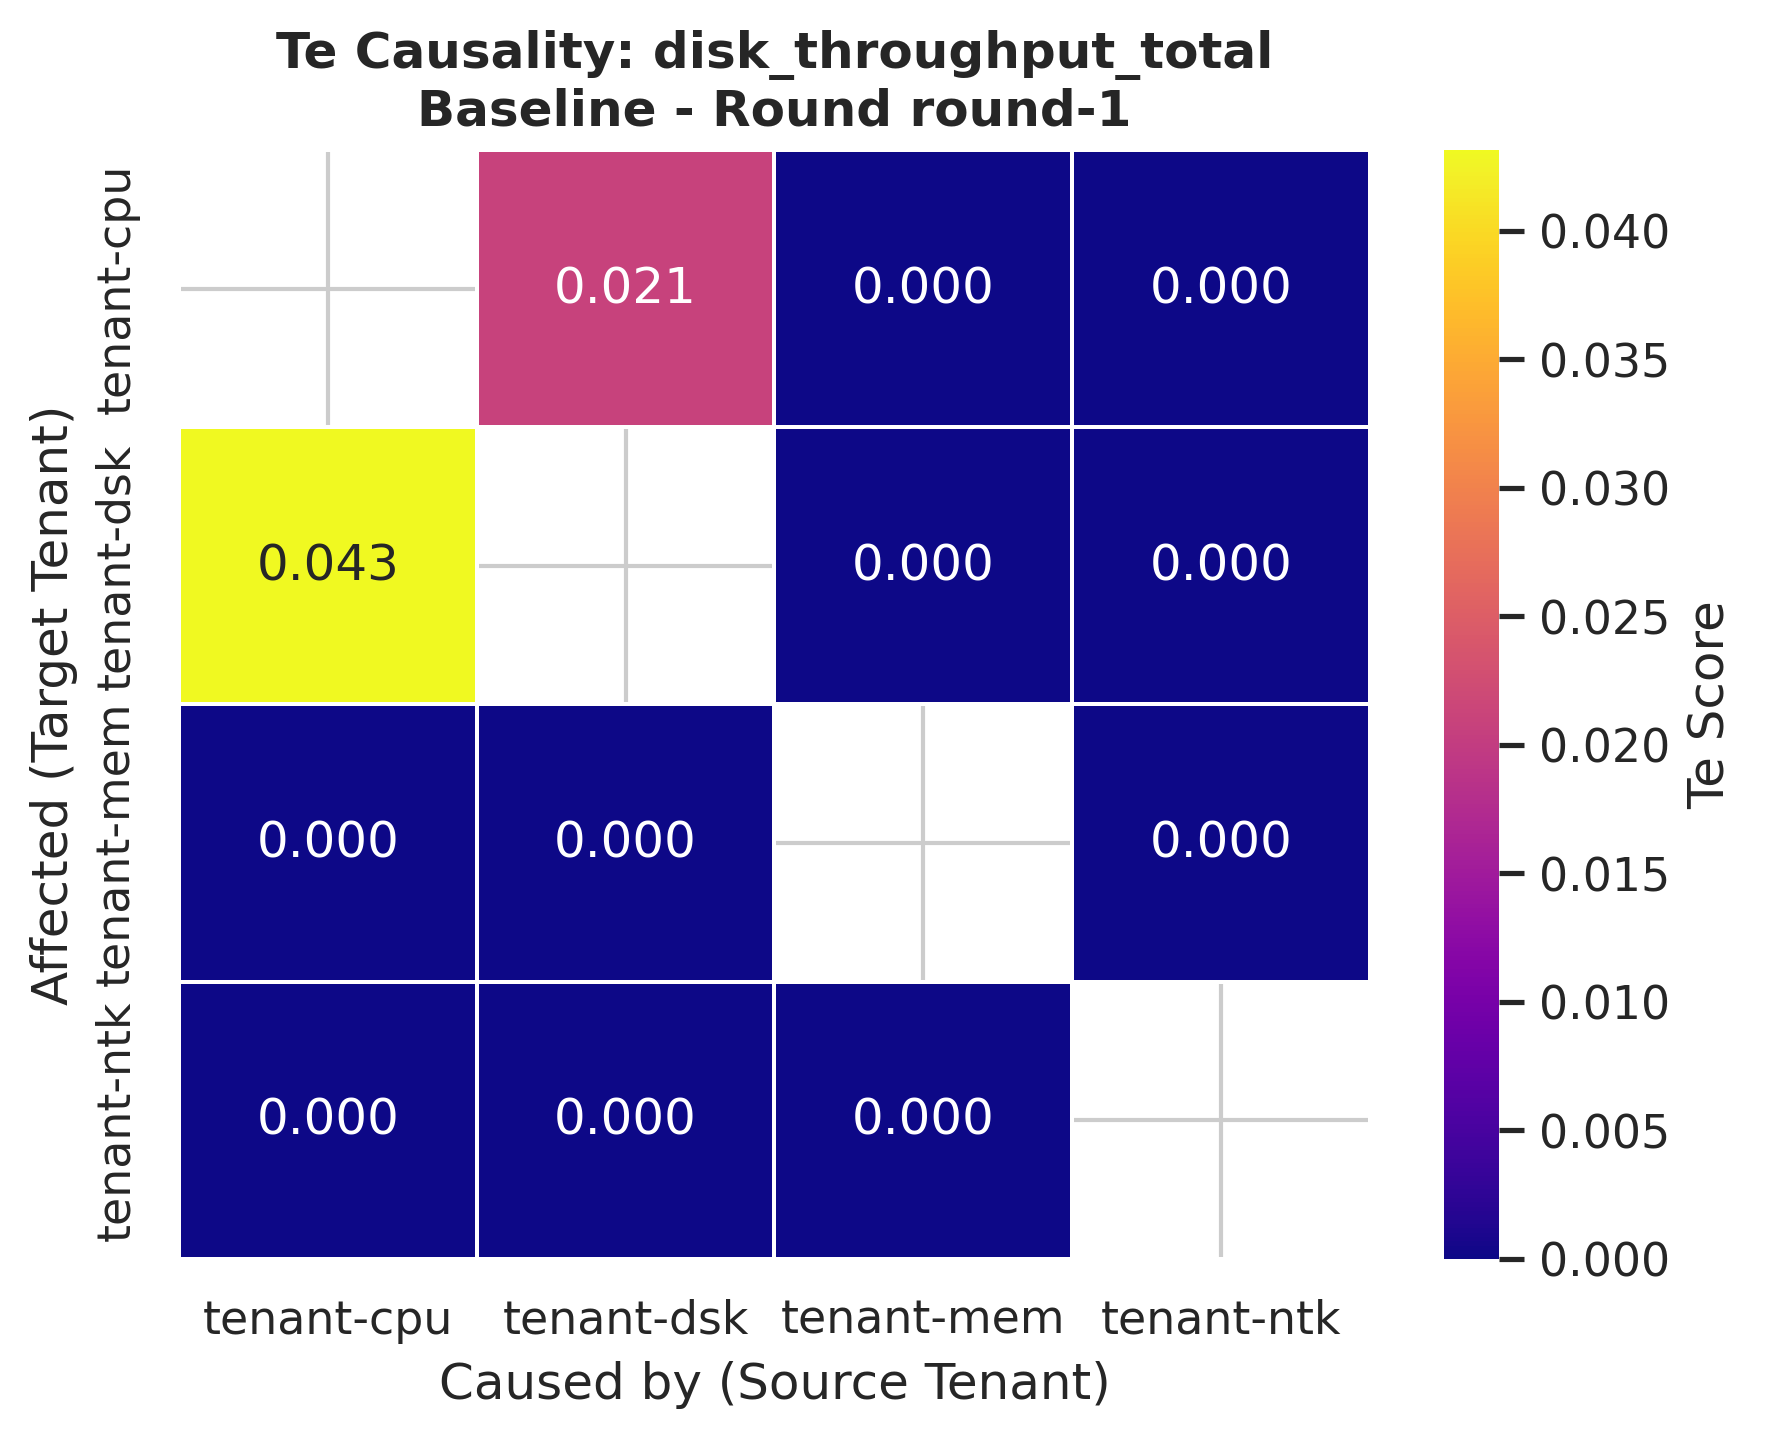 Te Causality: disk_throughput_total
Baseline - Round round-1
Affected (Target Tenant)
tenant-cpu
0.021
0.000
0.000
tenant-dsk
0.043
0.000
0.000
tenant-mem
0.000
0.000
0.000
tenant-ntk
0.000
0.000
0.000
tenant-cpu
tenant-dsk
tenant-mem
tenant-ntk
Caused by (Source Tenant)
0.040
0.035
0.030
0.025
0.020
0.015
0.010
0.005
0.000
Te Score